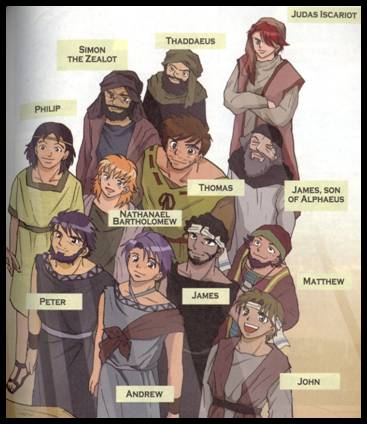 JUDAS ISCARIOT
THADDAEUS
SIMON
THE ZEALOT
PHILIP
THOMAS
JAMES, SON
OF ALPHAEUS
NATHANAEL
BARTHOLOMEW
MATTHEW
PETER
JAMES
ANDREW
JOHN